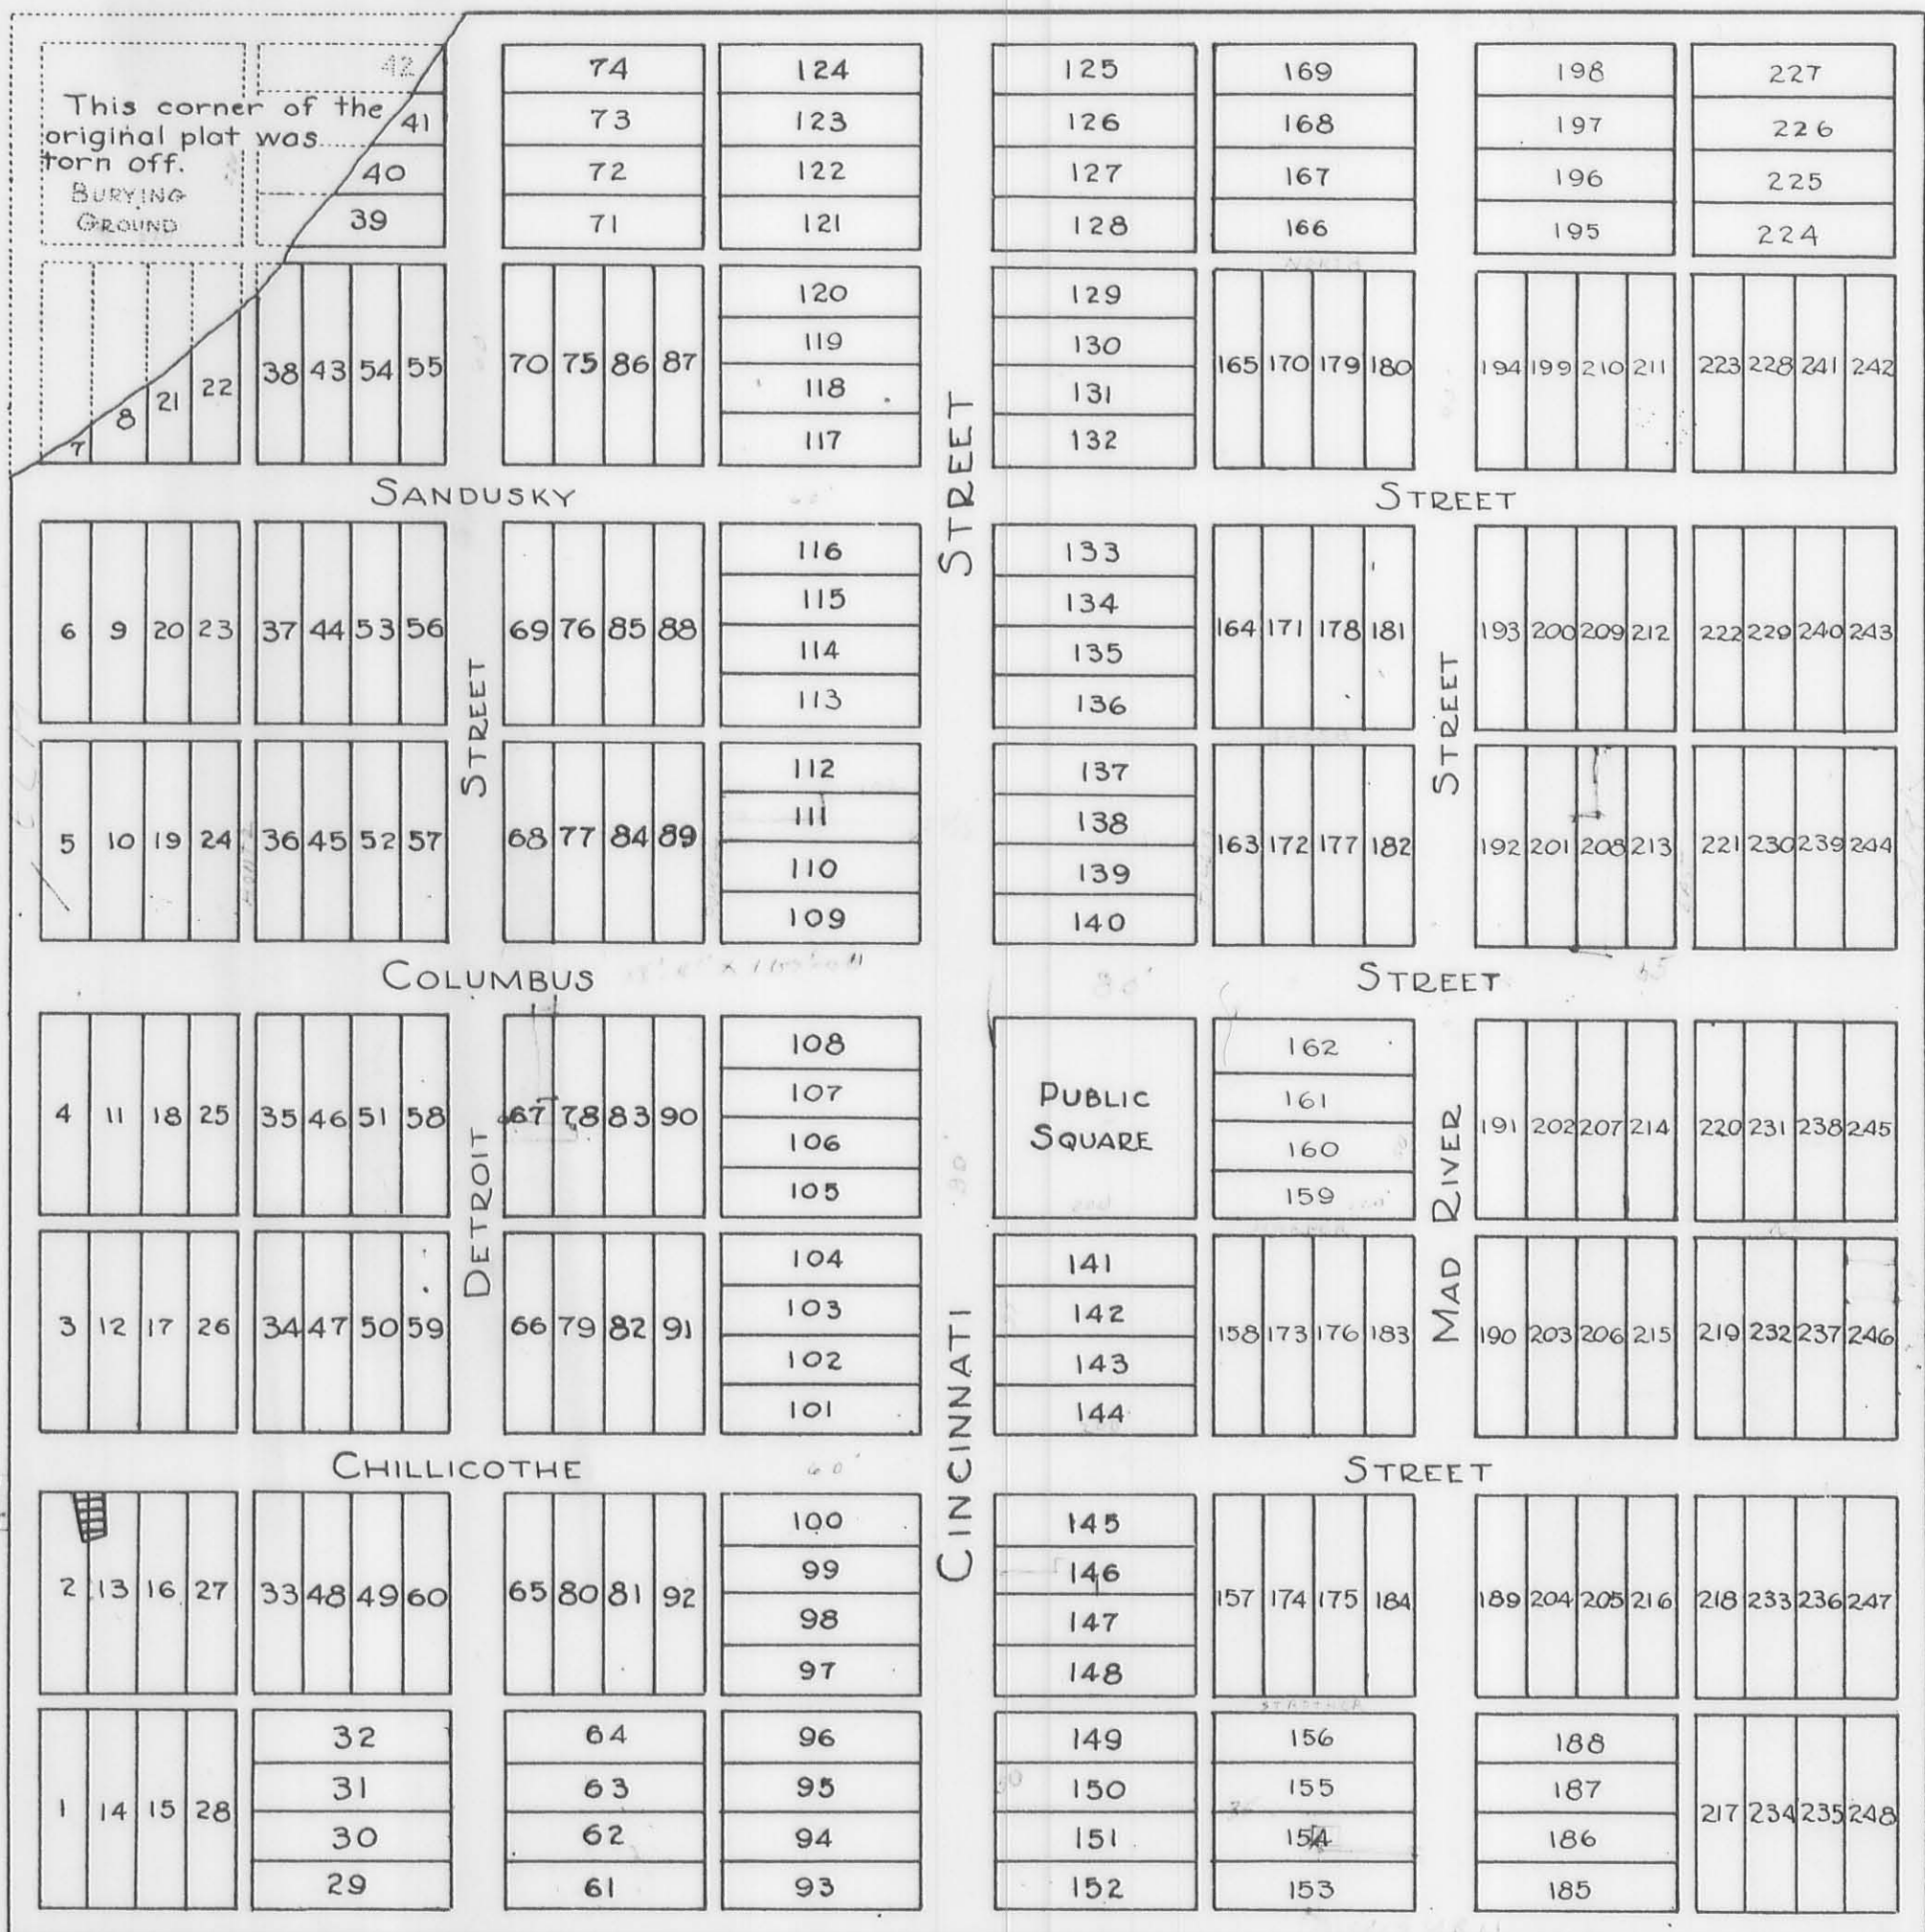 42 74 124 125 169 198 227
This corner of the
original plat was
torn off.
BURYING
GROUND
41 73 123 126 168 197 226
40 72 122 127 167 196 225
39 71 121 128 166 195 224
NORTH
120 129
119 130
7 8 21 22 38 43 54 55 70 75 86 87 165 170 179 180 194 199 210 211 223 228 241 242
118 131
117 132
SANDUSKY STREET
60'
116 133
115 134
6 9 20 23 37 44 53 56 69 76 85 88 164 171 178 181 193 200 209 212 222 229 240 243
114 135
113 136
112 137
111 138
5 10 19 24 36 45 52 57 68 77 84 89 163 172 177 182 192 201 208 213 221 230 239 244
110 139
109 140
COLUMBUS STREET
80'
108 162
107 161
4 11 18 25 35 46 51 58 67 78 83 90 191 202 207 214 220 231 238 245
PUBLIC
SQUARE
106 160
105 159
104 141
103 142
3 12 17 26 34 47 50 59 66 79 82 91 158 173 176 183 190 203 206 215 219 232 237 246
102 143
101 144
CHILLICOTHE STREET
60'
100 145
99 146
2 13 16 27 33 48 49 60 65 80 81 92 157 174 175 184 189 204 205 216 218 233 236 247
98 147
97 148
32 64 96 149 156 188
31 63 95 150 155 187
1 14 15 28 217 234 235 248
30 62 94 151 154 186
29 61 93 152 153 185
DETROIT STREET
CINCINNATI STREET
90
MAD RIVER STREET